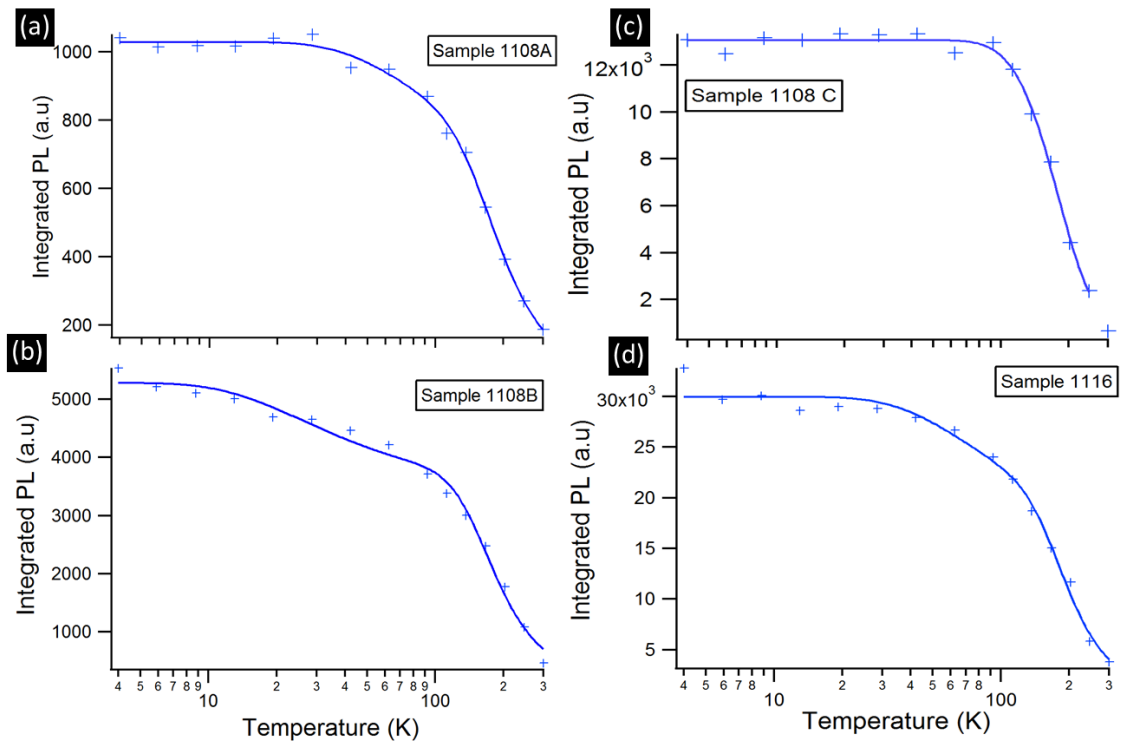 (a)
Sample 1108A
Integrated PL (a.u)
1000
800
600
400
200
(c)
Sample 1108 C
Integrated PL (a.u)
12x10³
10
8
6
4
2
(b)
Sample 1108B
Integrated PL (a.u)
5000
4000
3000
2000
1000
4 5 6 7 8 9 2 3 4 5 6 7 8 9 2 3
10 100
Temperature (K)
(d)
Sample 1116
Integrated PL (a.u)
30x10³
25
20
15
10
5
4 5 6 7 8 2 3 4 5 6 7 8 2 3
10 100
Temperature (K)